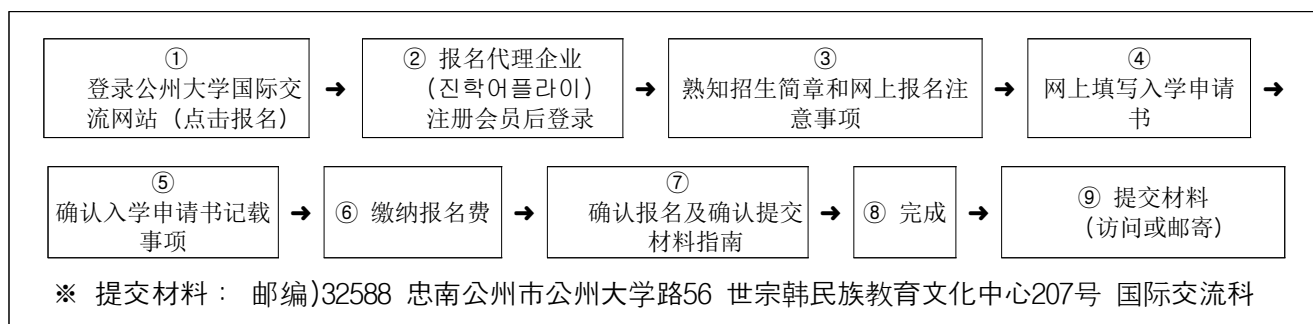 ①
登录公州大学国际交
流网站 (点击报名)
➜
② 报名代理企业
(진학어플라이)
注册会员后登录
➜
③
熟知招生简章和网上报名注
意事项
➜
④
网上填写入学申请
书
➜
⑤
确认入学申请书记载
事项
➜
⑥ 缴纳报名费
➜
⑦
确认报名及确认提交
材料指南
➜
⑧ 完成
➜
⑨ 提交材料
(访问或邮寄)
※ 提交材料： 邮编)32588 忠南公州市公州大学路56 世宗韩民族教育文化中心207号 国际交流科